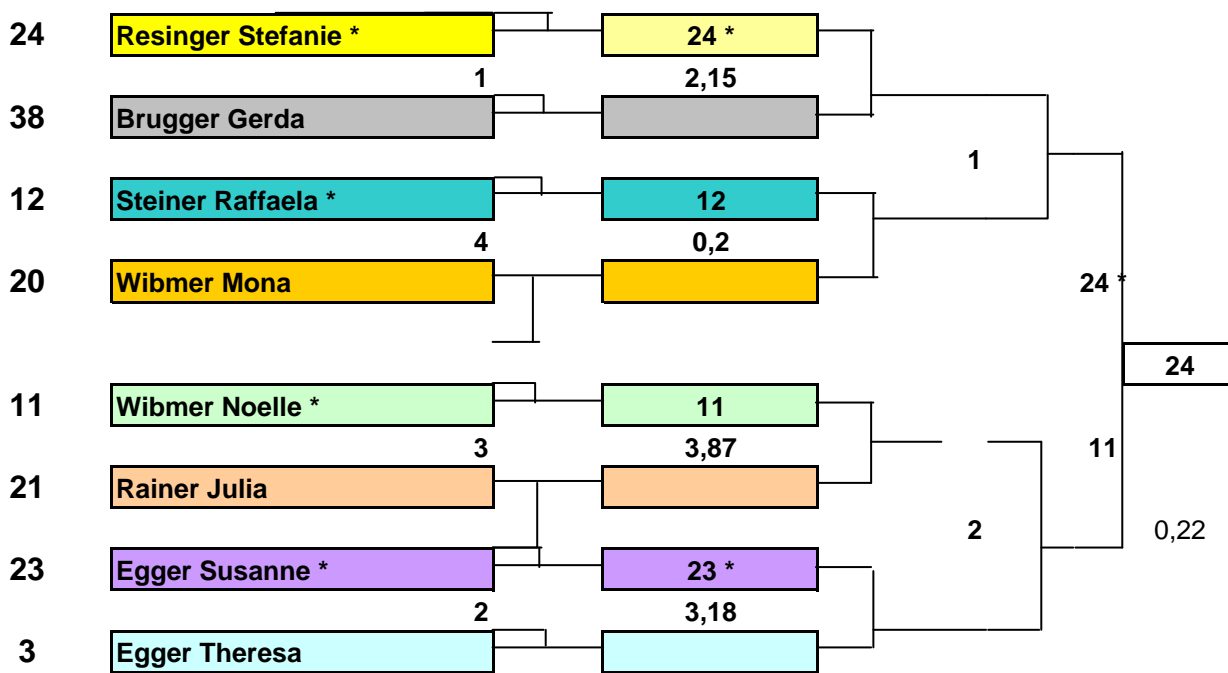 24 Resinger Stefanie * 24 *
1 2,15
38 Brugger Gerda
1
12 Steiner Raffaela * 12
4 0,2
20 Wibmer Mona 24 *
24
11 Wibmer Noelle * 11
3 3,87 11
21 Rainer Julia
2 0,22
23 Egger Susanne * 23 *
2 3,18
3 Egger Theresa